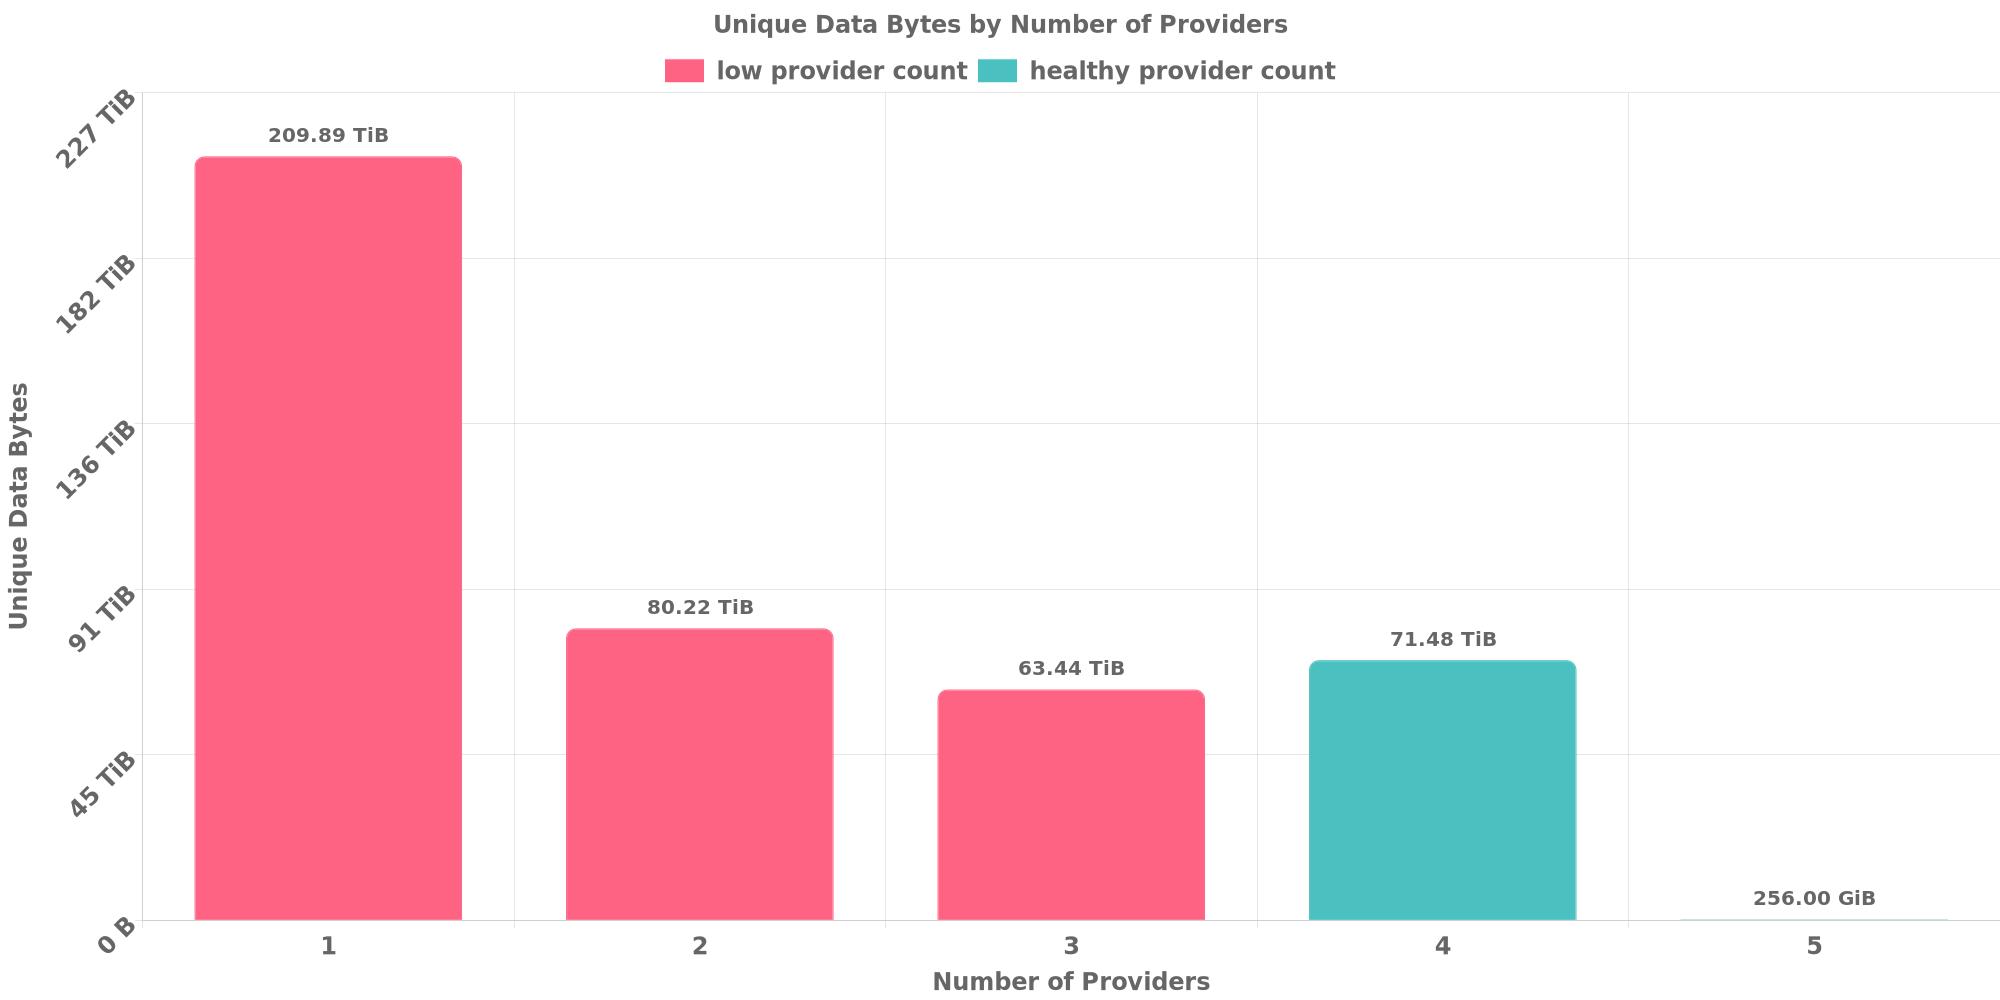 Unique Data Bytes by Number of Providers
low provider count healthy provider count
227 TiB
182 TiB
136 TiB
91 TiB
45 TiB
0 B
Unique Data Bytes
209.89 TiB
80.22 TiB
63.44 TiB
71.48 TiB
256.00 GiB
1 2 3 4 5
Number of Providers